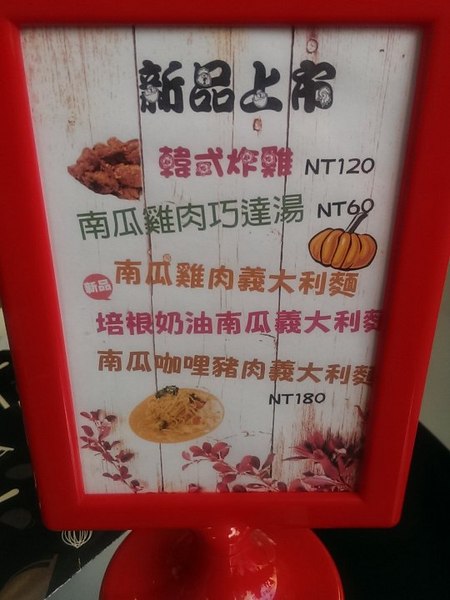 新品上市
韓式炸雞 NT120
南瓜雞肉巧達湯 NT60
新品 南瓜雞肉義大利麵
培根奶油南瓜義大利麵
南瓜咖哩豬肉義大利麵
NT180